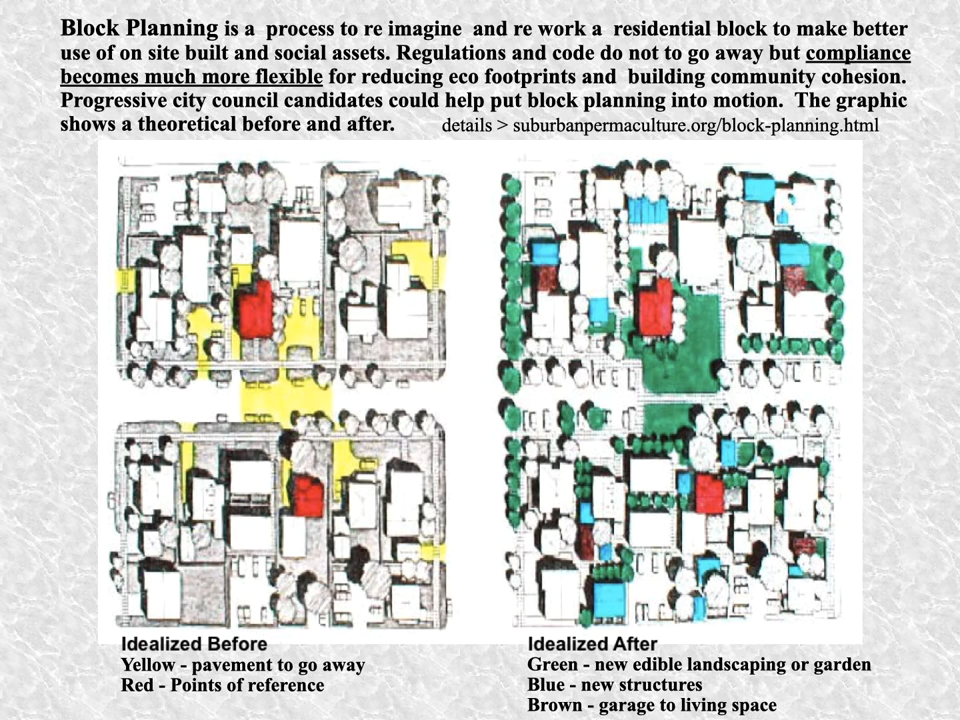 Block Planning is a process to re imagine and re work a residential block to make better
use of on site built and social assets. Regulations and code do not to go away but compliance
becomes much more flexible for reducing eco footprints and building community cohesion.
Progressive city council candidates could help put block planning into motion. The graphic
shows a theoretical before and after. details > suburbanpermaculture.org/block-planning.html
Idealized Before
Yellow - pavement to go away
Red - Points of reference
Idealized After
Green - new edible landscaping or garden
Blue - new structures
Brown - garage to living space